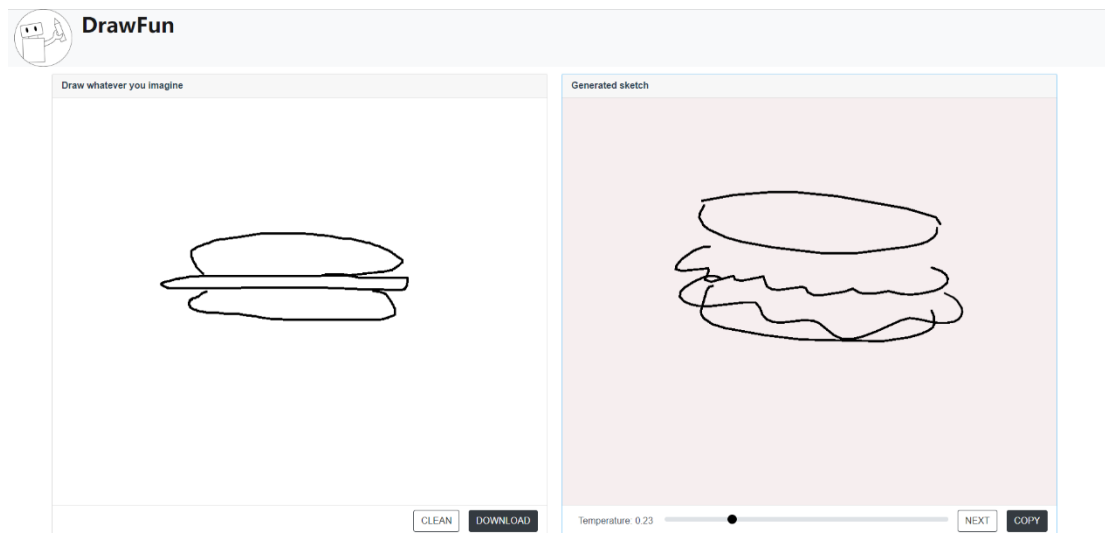 DrawFun
Draw whatever you imagine
Generated sketch
CLEAN
DOWNLOAD
Temperature: 0.23
NEXT
COPY